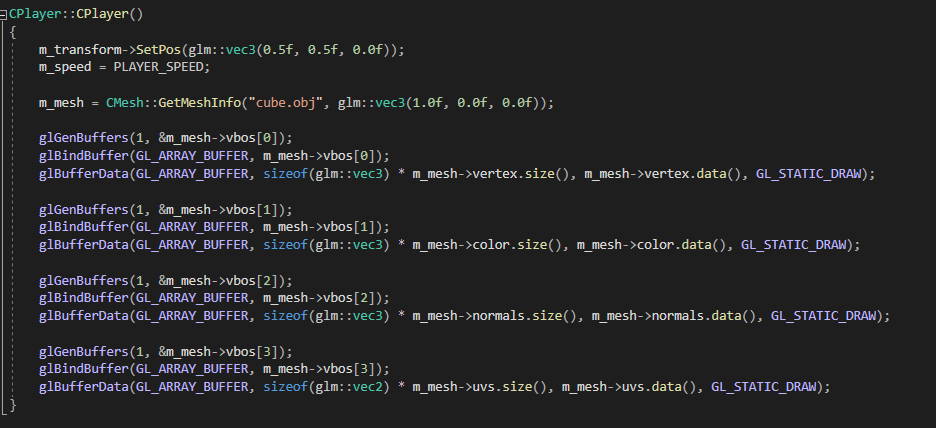 CPlayer::CPlayer()
{
m_transform->SetPos(glm::vec3(0.5f, 0.5f, 0.0f));
m_speed = PLAYER_SPEED;
m_mesh = CMesh::GetMeshInfo("cube.obj", glm::vec3(1.0f, 0.0f, 0.0f));
glGenBuffers(1, &m_mesh->vbos[0]);
glBindBuffer(GL_ARRAY_BUFFER, m_mesh->vbos[0]);
glBufferData(GL_ARRAY_BUFFER, sizeof(glm::vec3) * m_mesh->vertex.size(), m_mesh->vertex.data(), GL_STATIC_DRAW);
glGenBuffers(1, &m_mesh->vbos[1]);
glBindBuffer(GL_ARRAY_BUFFER, m_mesh->vbos[1]);
glBufferData(GL_ARRAY_BUFFER, sizeof(glm::vec3) * m_mesh->color.size(), m_mesh->color.data(), GL_STATIC_DRAW);
glGenBuffers(1, &m_mesh->vbos[2]);
glBindBuffer(GL_ARRAY_BUFFER, m_mesh->vbos[2]);
glBufferData(GL_ARRAY_BUFFER, sizeof(glm::vec3) * m_mesh->normals.size(), m_mesh->normals.data(), GL_STATIC_DRAW);
glGenBuffers(1, &m_mesh->vbos[3]);
glBindBuffer(GL_ARRAY_BUFFER, m_mesh->vbos[3]);
glBufferData(GL_ARRAY_BUFFER, sizeof(glm::vec2) * m_mesh->uvs.size(), m_mesh->uvs.data(), GL_STATIC_DRAW);
}